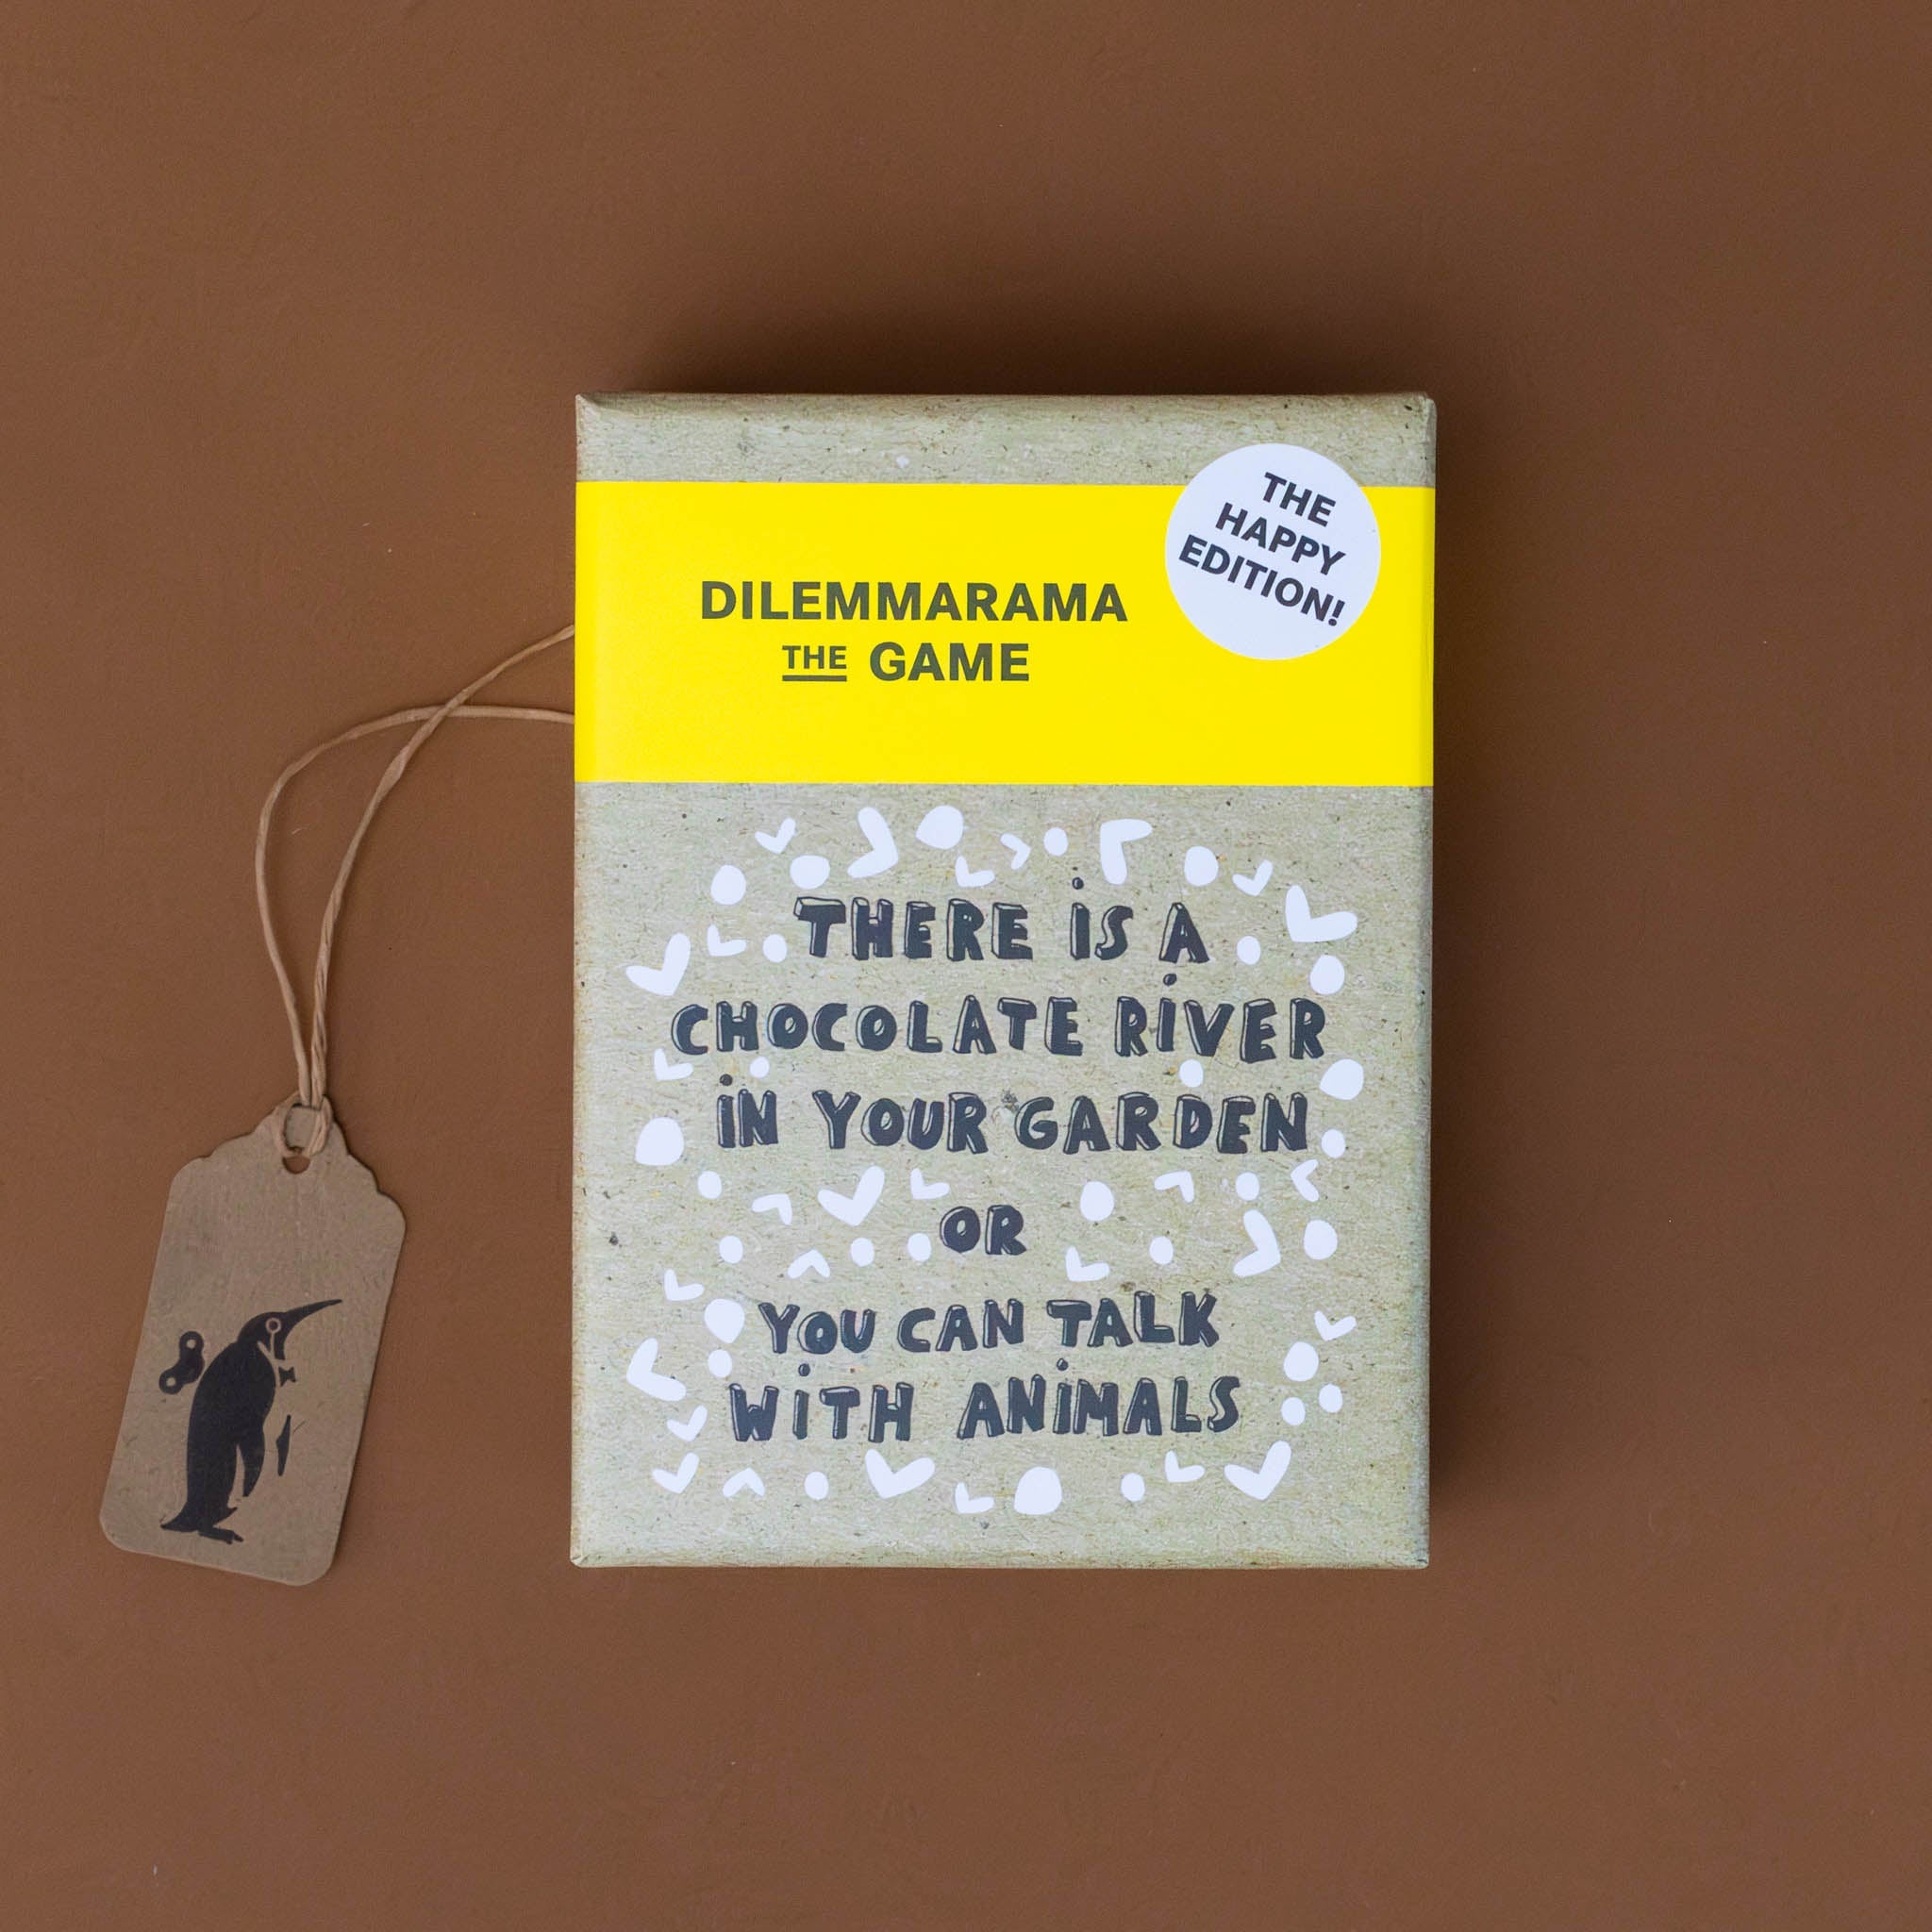 THE
HAPPY
EDITION!
DILEMMARAMA
THE GAME
THERE IS A
CHOCOLATE RIVER
IN YOUR GARDEN
OR
YOU CAN TALK
WITH ANIMALS